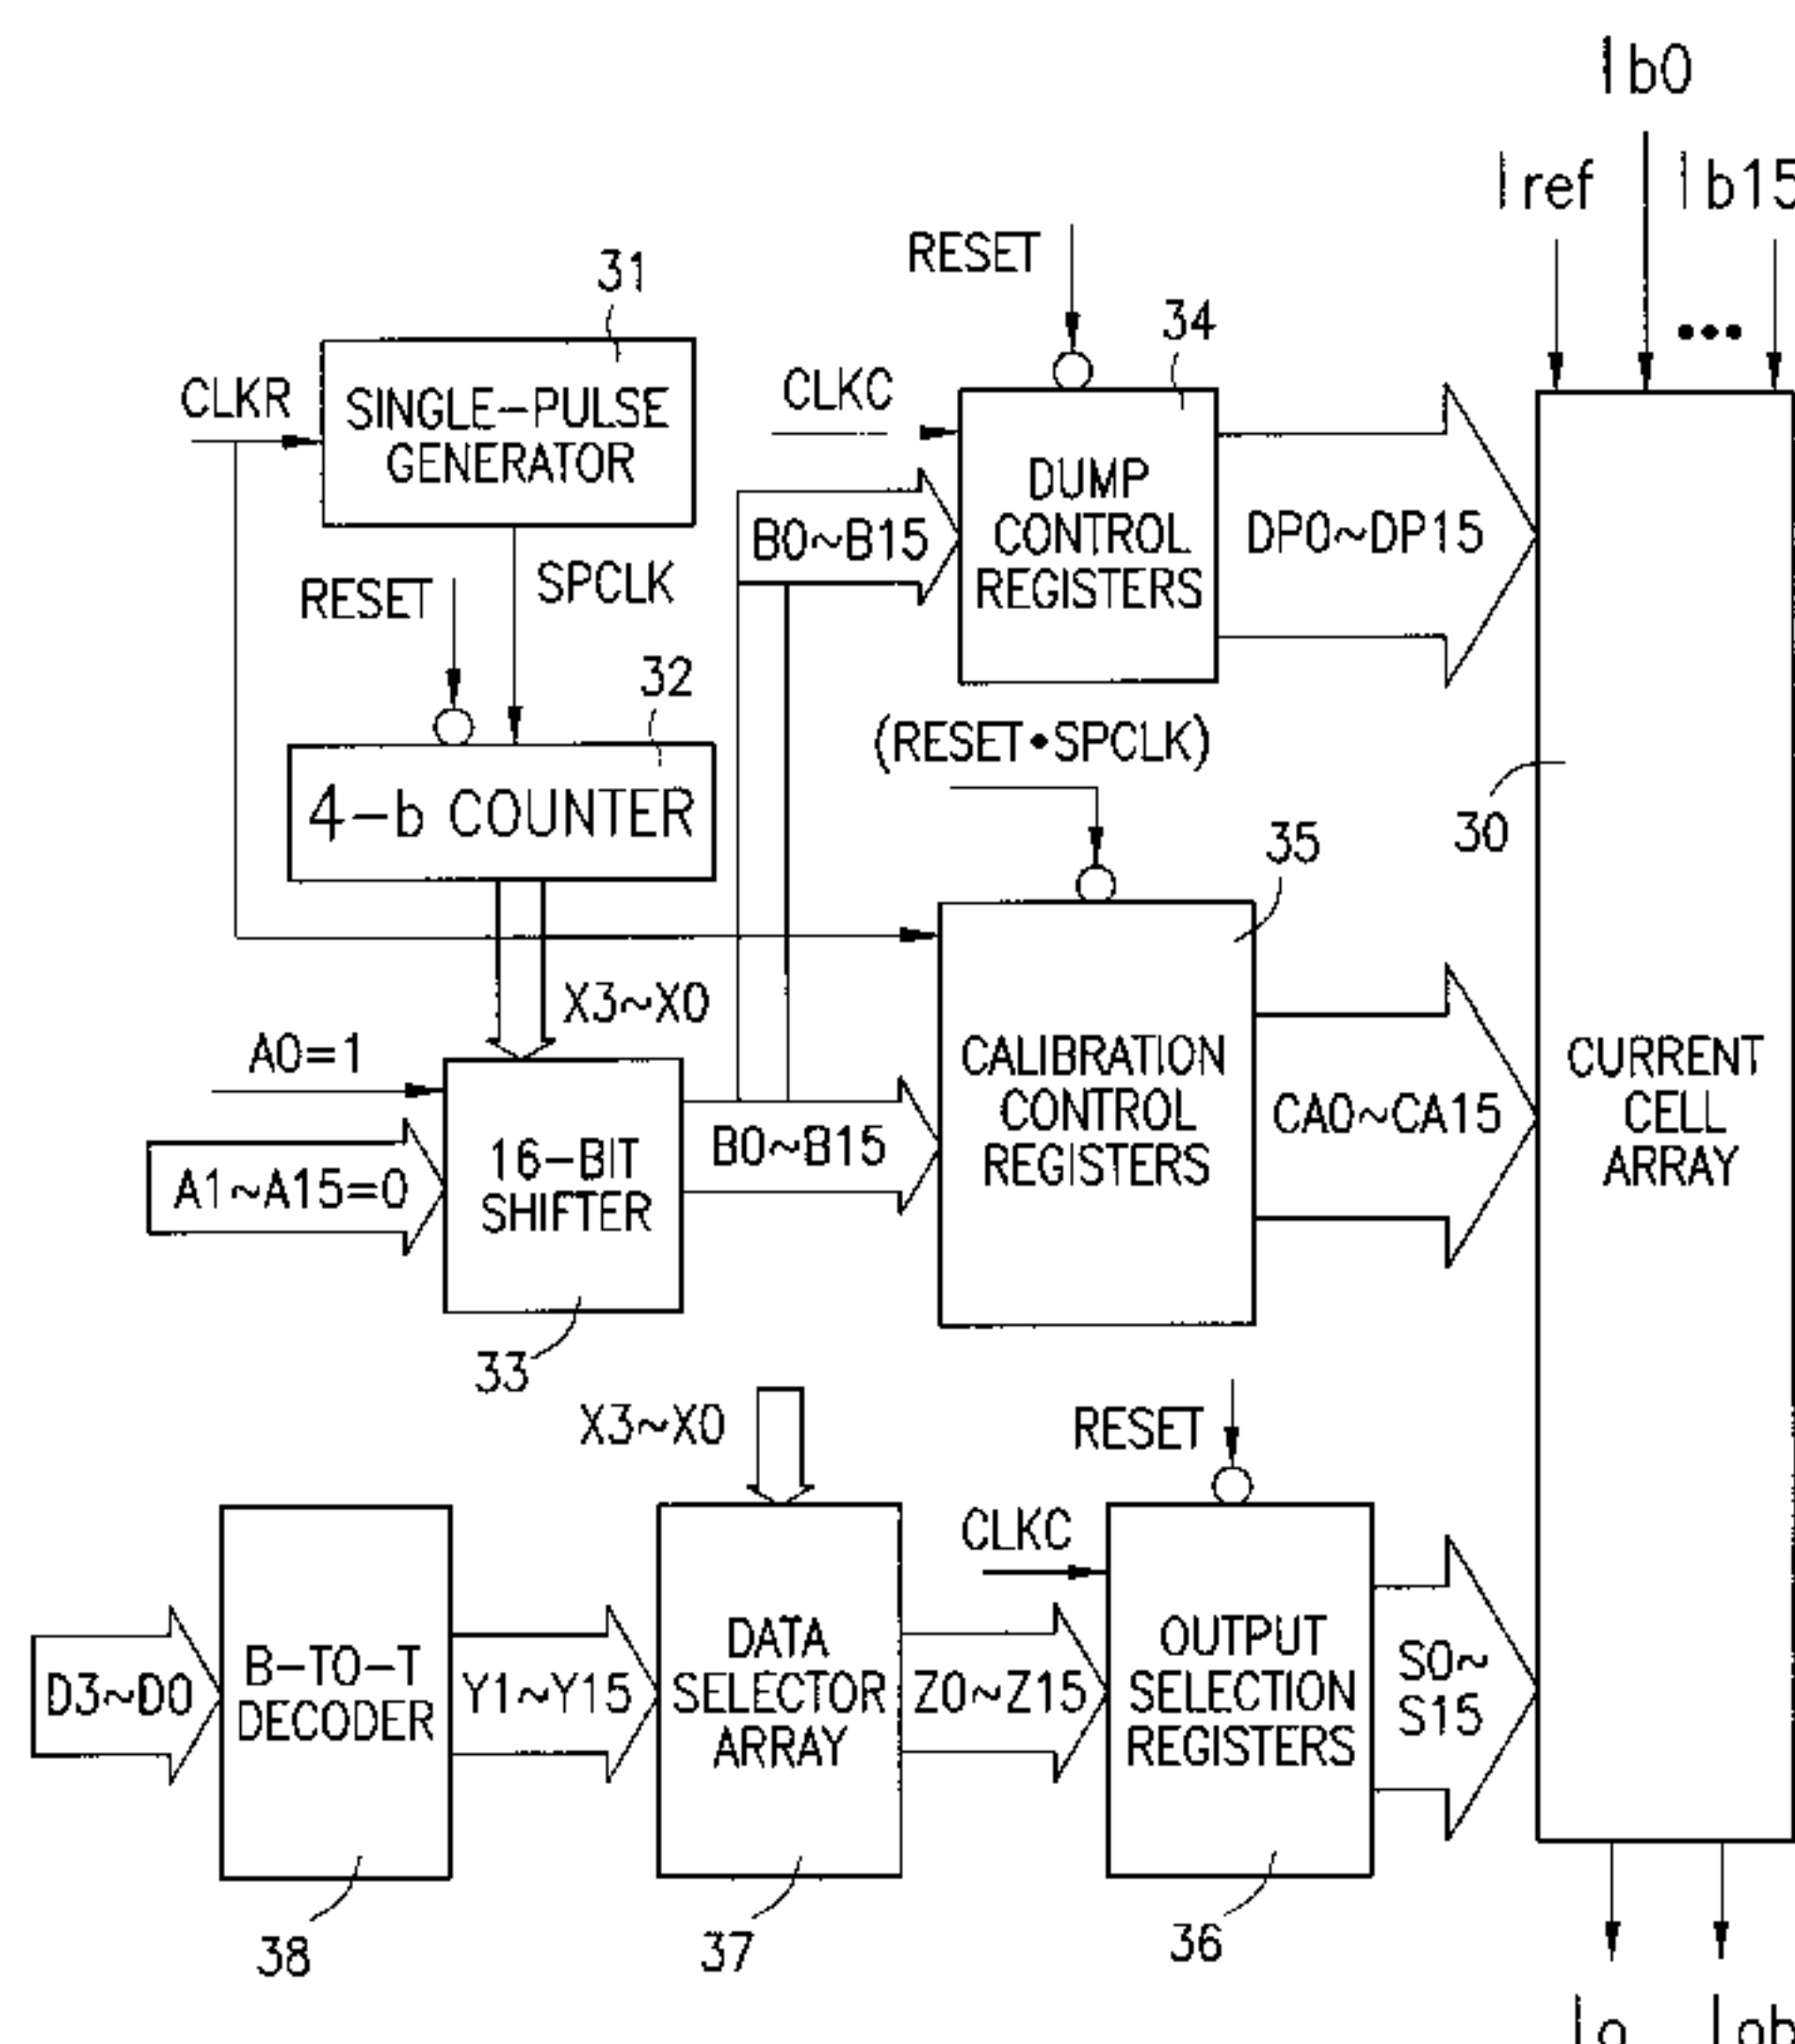 Ib0
Iref
Ib15
RESET
31
34
CLKR
SINGLE-PULSE
GENERATOR
CLKC
DUMP
CONTROL
REGISTERS
B0~B15
DP0~DP15
RESET
SPCLK
32
(RESET•SPCLK)
4-b COUNTER
30
35
X3~X0
A0=1
CALIBRATION
CONTROL
REGISTERS
CURRENT
CELL
ARRAY
A1~A15=0
16-BIT
SHIFTER
B0~B15
CA0~CA15
33
X3~X0
RESET
CLKC
B-TO-T
DECODER
DATA
SELECTOR
ARRAY
OUTPUT
SELECTION
REGISTERS
S0~
S15
D3~D0
Y1~Y15
Z0~Z15
38
37
36